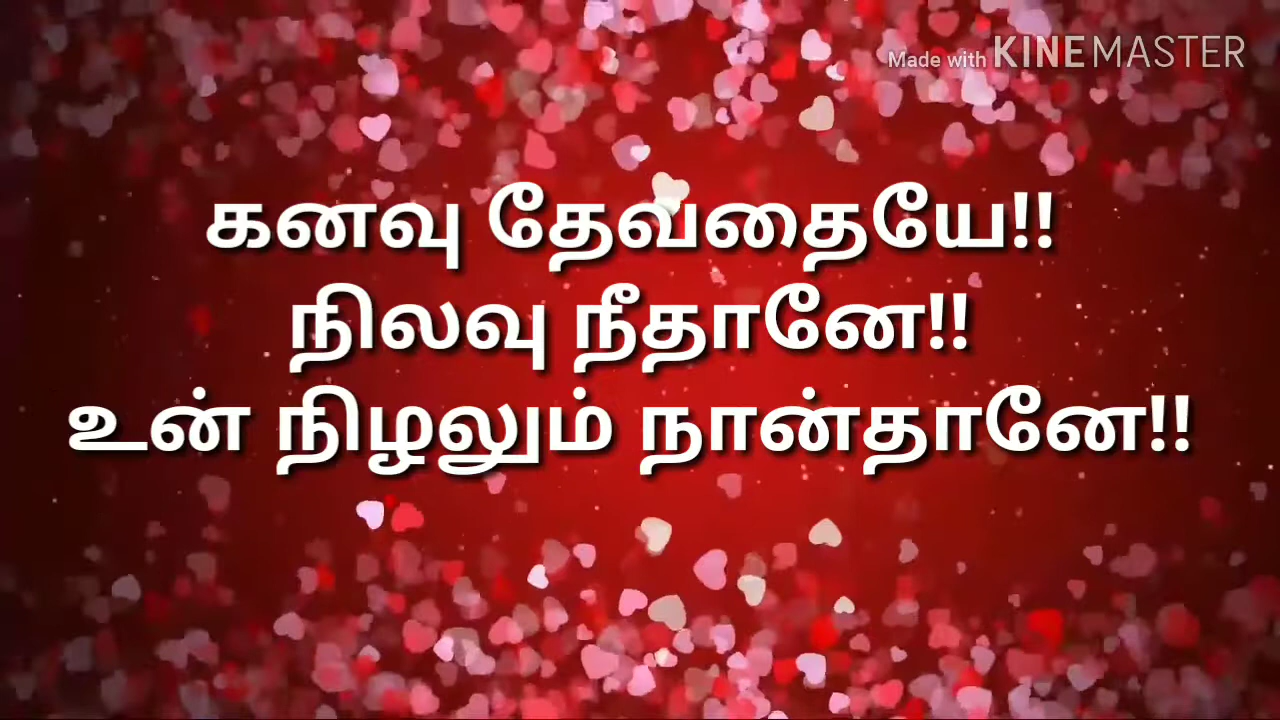 Made with KINEMASTER
கனவு தேவதையே!!
நிலவு நீதானே!!
உன் நிழலும் நான்தானே!!